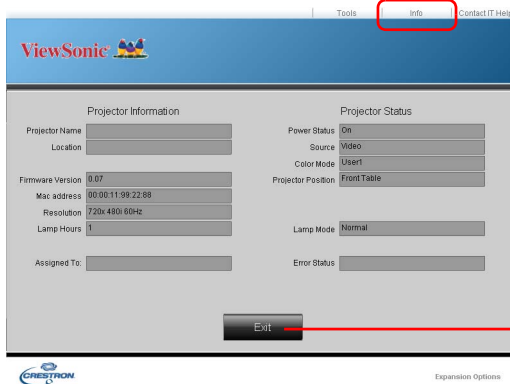 Tools Info Contact IT Help
ViewSonic
Projector Information
Projector Name
Location
Firmware Version 0.07
Mac address 00:00:11:99:22:88
Resolution 720x 480i 60Hz
Lamp Hours 1
Assigned To:
Projector Status
Power Status On
Source Video
Color Mode User1
Projector Position Front Table
Lamp Mode Normal
Error Status
Exit
CRESTRON
Expansion Options